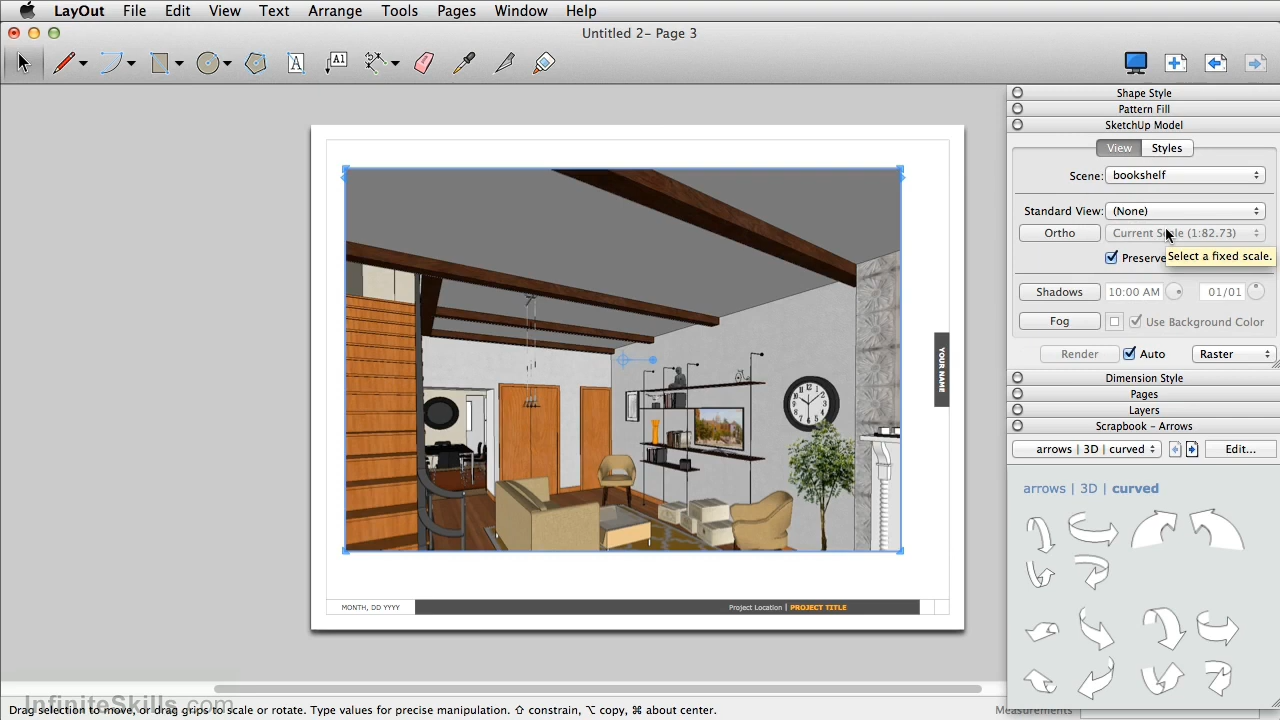 LayOut File Edit View Text Arrange Tools Pages Window Help
Untitled 2- Page 3
A A1
Shape Style
Pattern Fill
SketchUp Model
View Styles
Scene: bookshelf
Standard View: (None)
Ortho Current Scale (1:82.73)
Preserve
Select a fixed scale.
Shadows 10:00 AM 01/01
Fog Use Background Color
Render Auto Raster
Dimension Style
Pages
Layers
Scrapbook - Arrows
arrows | 3D | curved Edit...
arrows | 3D | curved
YOUR NAME
MONTH, DD YYYY Project Location | PROJECT TITLE
InfiniteSkills.com
Drag selection to move, or drag grips to scale or rotate. Type values for precise manipulation. ⇧ constrain, ⌥ copy, ⌘ about center. Measurements